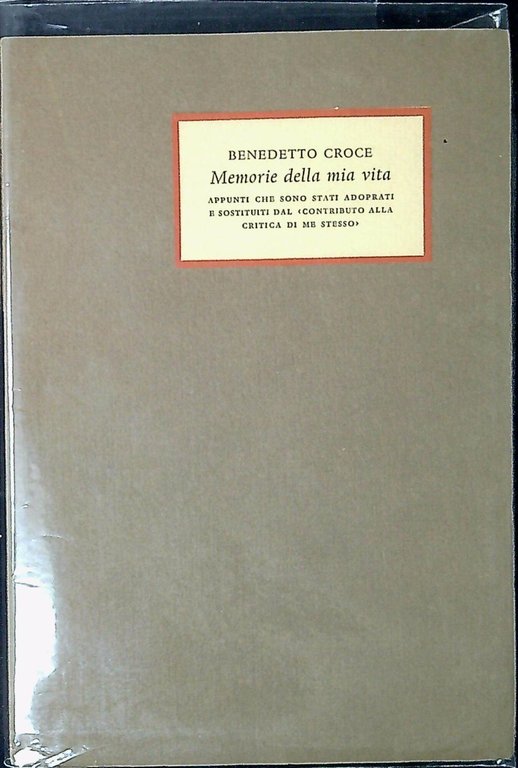 BENEDETTO CROCE
Memorie della mia vita
APPUNTI CHE SONO STATI ADOPRATI
E SOSTITUITI DAL ‹CONTRIBUTO ALLA
CRITICA DI ME STESSO›